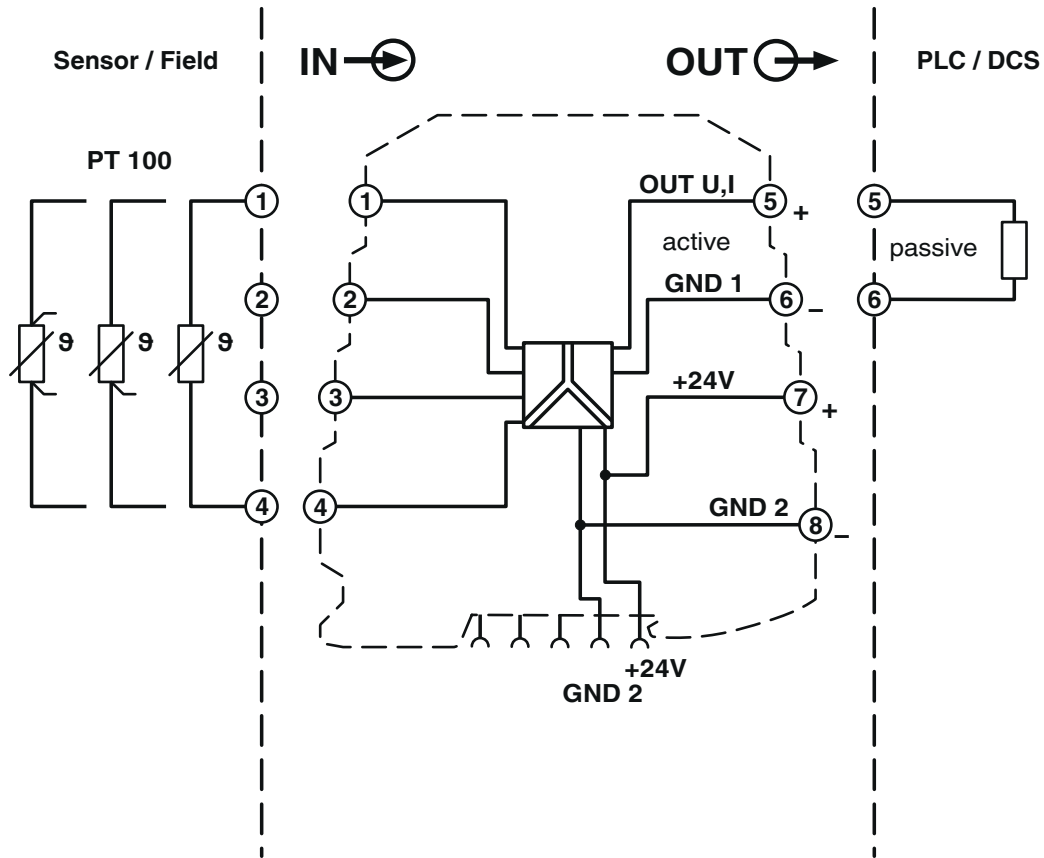 Sensor / Field
IN
OUT
PLC / DCS
PT 100
1
1
OUT U,I
5
+
5
active
passive
2
2
GND 1
6
–
6
ϑ
ϑ
ϑ
3
3
+24V
7
+
4
4
GND 2
8
–
+24V
GND 2